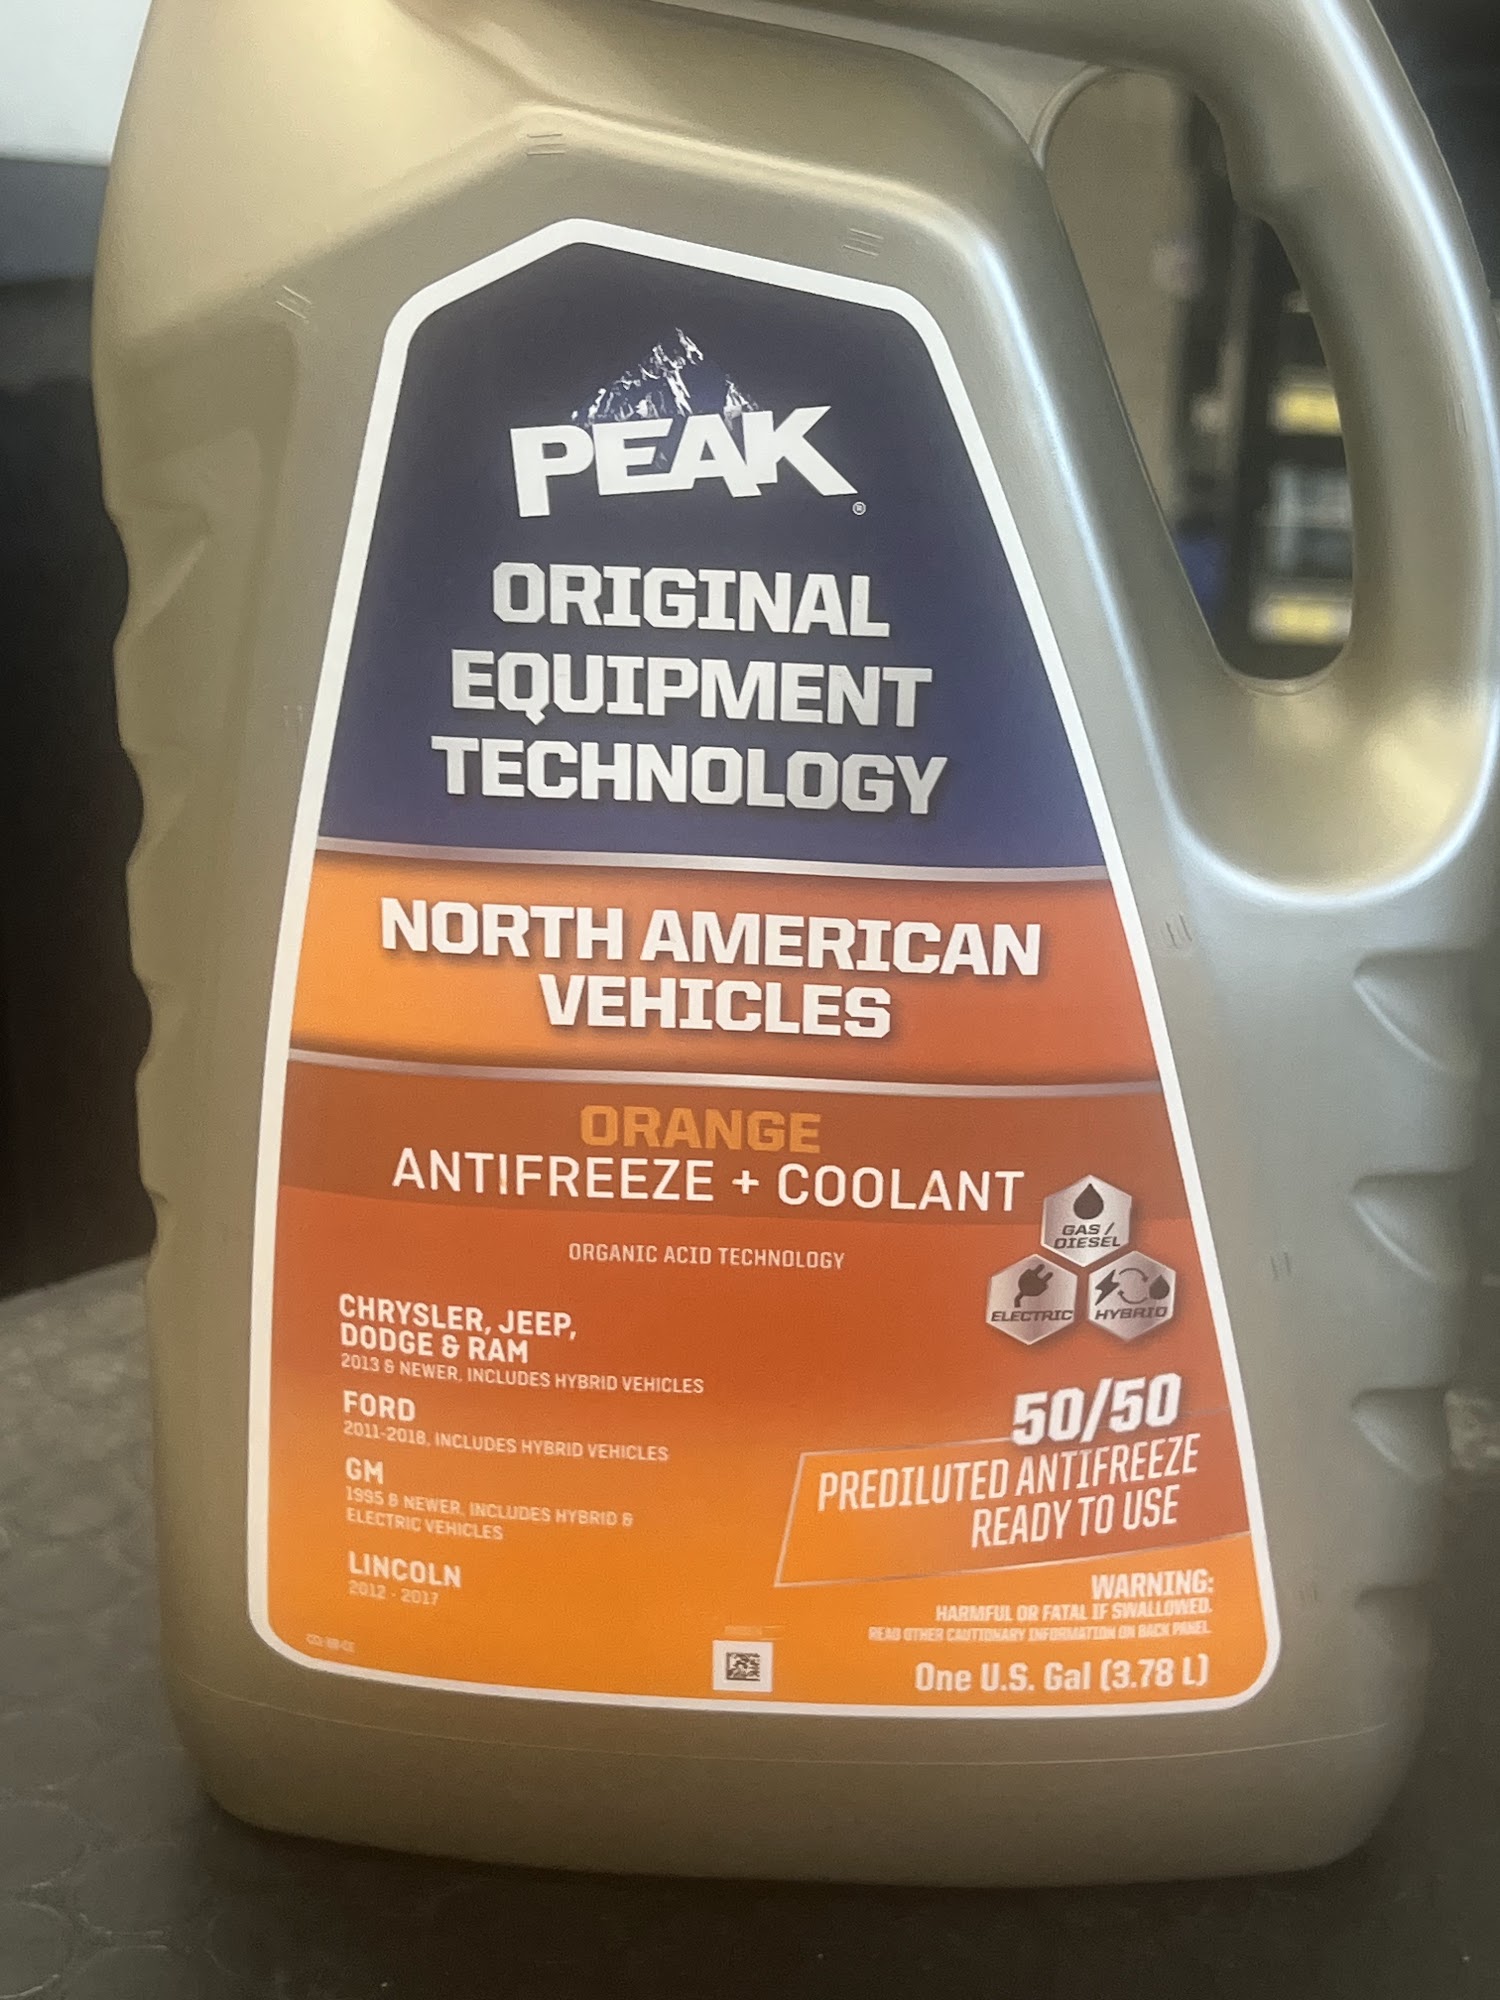 PEAK®
ORIGINAL
EQUIPMENT
TECHNOLOGY
NORTH AMERICAN
VEHICLES
ORANGE
ANTIFREEZE + COOLANT
ORGANIC ACID TECHNOLOGY
GAS /
DIESEL
ELECTRIC
HYBRID
CHRYSLER, JEEP,
DODGE & RAM
2013 & NEWER, INCLUDES HYBRID VEHICLES
FORD
2011-2018, INCLUDES HYBRID VEHICLES
GM
1995 & NEWER, INCLUDES HYBRID &
ELECTRIC VEHICLES
LINCOLN
2012 - 2017
50/50
PREDILUTED ANTIFREEZE
READY TO USE
WARNING:
HARMFUL OR FATAL IF SWALLOWED.
READ OTHER CAUTIONARY INFORMATION ON BACK PANEL.
One U.S. Gal (3.78 L)